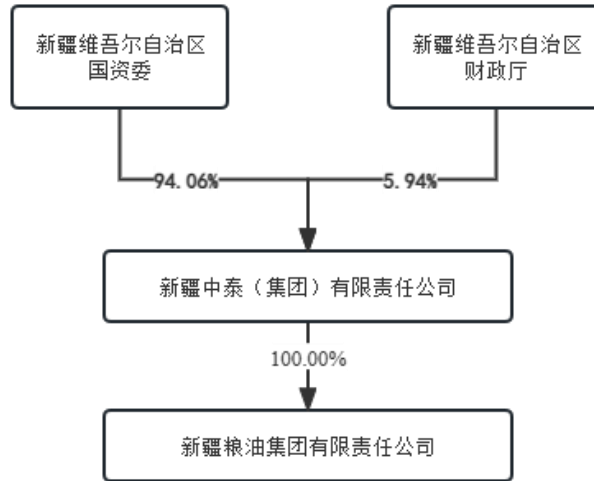 新疆维吾尔自治区
国资委
新疆维吾尔自治区
财政厅
94.06%
5.94%
新疆中泰（集团）有限责任公司
100.00%
新疆粮油集团有限责任公司